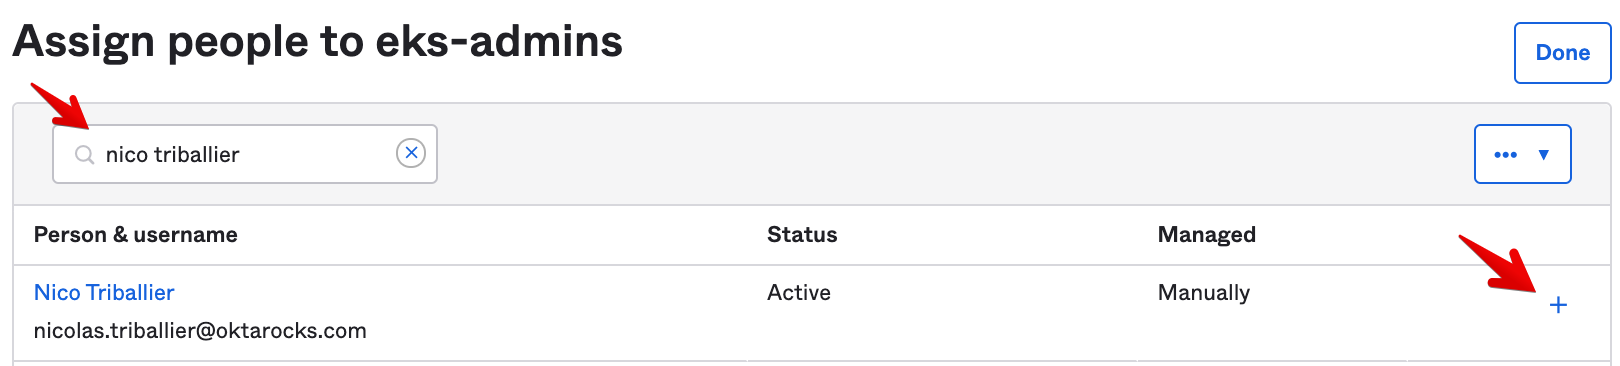 Assign people to eks-admins
Done
nico triballier
Person & username Status Managed
Nico Triballier Active Manually
nicolas.triballier@oktarocks.com